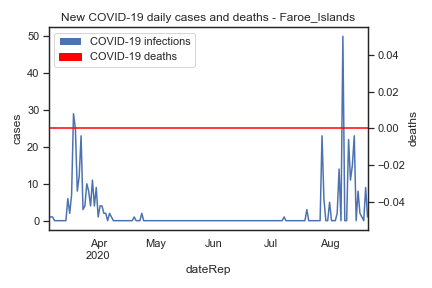 New COVID-19 daily cases and deaths - Faroe_Islands
COVID-19 infections
COVID-19 deaths
50
40
30
20
10
0
cases
0.04
0.02
0.00
−0.02
−0.04
deaths
Apr
2020
May
Jun
Jul
Aug
dateRep